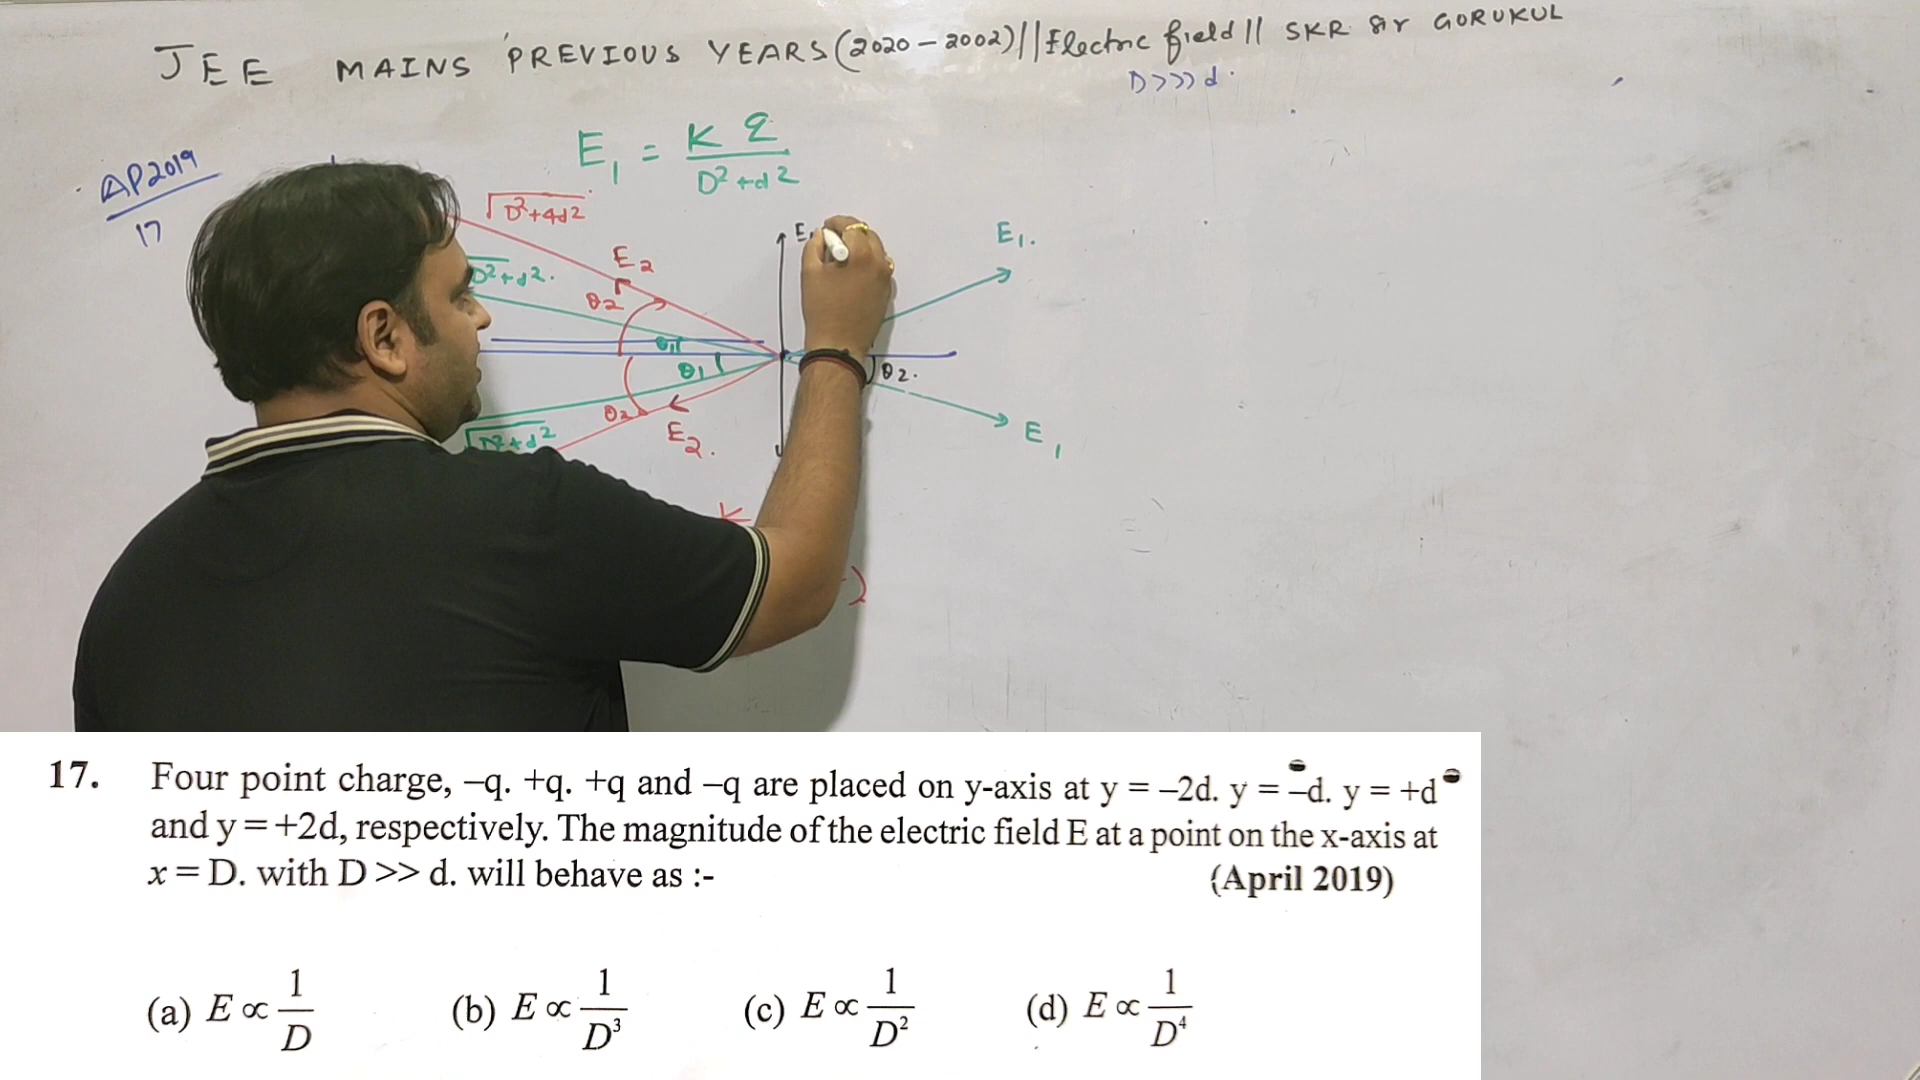 JEE MAINS PREVIOUS YEARS (2020-2002) || Electric field || SKR Sir GORUKUL
D>>>d.
AP2019
17
E₁ = K q / D²+d²
√D²+4d²
E₁.
E₂
D²+d².
θ₂
θ₁
θ₁
θ₂.
θ₂
E₂.
E₁
√D²+d²
K
)
17. Four point charge, –q. +q. +q and –q are placed on y-axis at y = –2d. y = –d. y = +d
and y = +2d, respectively. The magnitude of the electric field E at a point on the x-axis at
x = D. with D >> d. will behave as :- (April 2019)
(a) E ∝ 1/D (b) E ∝ 1/D³ (c) E ∝ 1/D² (d) E ∝ 1/D⁴